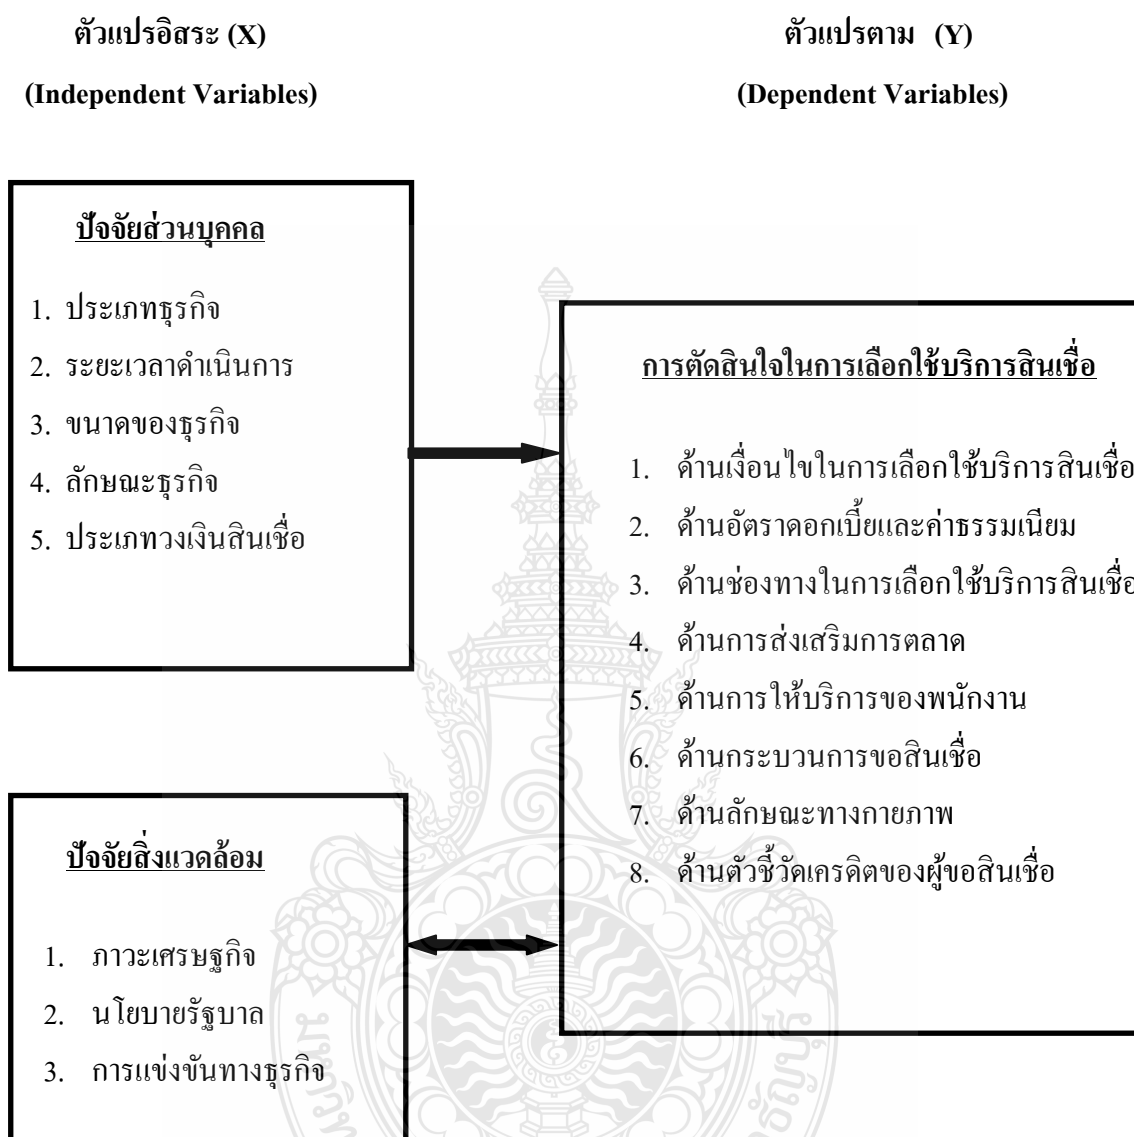 ตัวแปรอิสระ (X)
(Independent Variables)
ตัวแปรตาม (Y)
(Dependent Variables)
ปัจจัยส่วนบุคคล
1. ประเภทธุรกิจ
2. ระยะเวลาดำเนินการ
3. ขนาดของธุรกิจ
4. ลักษณะธุรกิจ
5. ประเภทวงเงินสินเชื่อ
การตัดสินใจในการเลือกใช้บริการสินเชื่อ
1. ด้านเงื่อนไขในการเลือกใช้บริการสินเชื่อ
2. ด้านอัตราดอกเบี้ยและค่าธรรมเนียม
3. ด้านช่องทางในการเลือกใช้บริการสินเชื่อ
4. ด้านการส่งเสริมการตลาด
5. ด้านการให้บริการของพนักงาน
6. ด้านกระบวนการขอสินเชื่อ
7. ด้านลักษณะทางกายภาพ
8. ด้านตัวชี้วัดเครดิตของผู้ขอสินเชื่อ
ปัจจัยสิ่งแวดล้อม
1. ภาวะเศรษฐกิจ
2. นโยบายรัฐบาล
3. การแข่งขันทางธุรกิจ